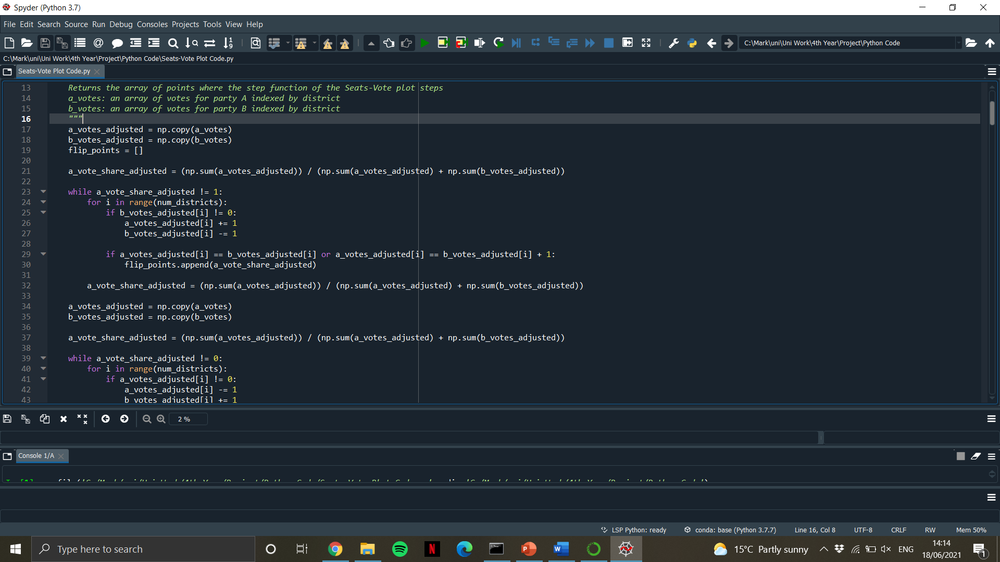 Spyder (Python 3.7)
File Edit Search Source Run Debug Consoles Projects Tools View Help
C:\Mark\uni\Uni Work\4th Year\Project\Python Code
C:\Mark\uni\Uni Work\4th Year\Project\Python Code\Seats-Vote Plot Code.py
Seats-Vote Plot Code.py
13 Returns the array of points where the step function of the Seats-Vote plot steps
14 a_votes: an array of votes for party A indexed by district
15 b_votes: an array of votes for party B indexed by district
16 """
17 a_votes_adjusted = np.copy(a_votes)
18 b_votes_adjusted = np.copy(b_votes)
19 flip_points = []
20
21 a_vote_share_adjusted = (np.sum(a_votes_adjusted)) / (np.sum(a_votes_adjusted) + np.sum(b_votes_adjusted))
22
23 while a_vote_share_adjusted != 1:
24 for i in range(num_districts):
25 if b_votes_adjusted[i] != 0:
26 a_votes_adjusted[i] += 1
27 b_votes_adjusted[i] -= 1
28
29 if a_votes_adjusted[i] == b_votes_adjusted[i] or a_votes_adjusted[i] == b_votes_adjusted[i] + 1:
30 flip_points.append(a_vote_share_adjusted)
31
32 a_vote_share_adjusted = (np.sum(a_votes_adjusted)) / (np.sum(a_votes_adjusted) + np.sum(b_votes_adjusted))
33
34 a_votes_adjusted = np.copy(a_votes)
35 b_votes_adjusted = np.copy(b_votes)
36
37 a_vote_share_adjusted = (np.sum(a_votes_adjusted)) / (np.sum(a_votes_adjusted) + np.sum(b_votes_adjusted))
38
39 while a_vote_share_adjusted != 0:
40 for i in range(num_districts):
41 if a_votes_adjusted[i] != 0:
42 a_votes_adjusted[i] -= 1
43 b_votes_adjusted[i] += 1
2 %
Console 1/A
LSP Python: ready conda: base (Python 3.7.7) Line 16, Col 8 UTF-8 CRLF RW Mem 50%
Type here to search
15°C Partly sunny
ENG
14:14
18/06/2021
1